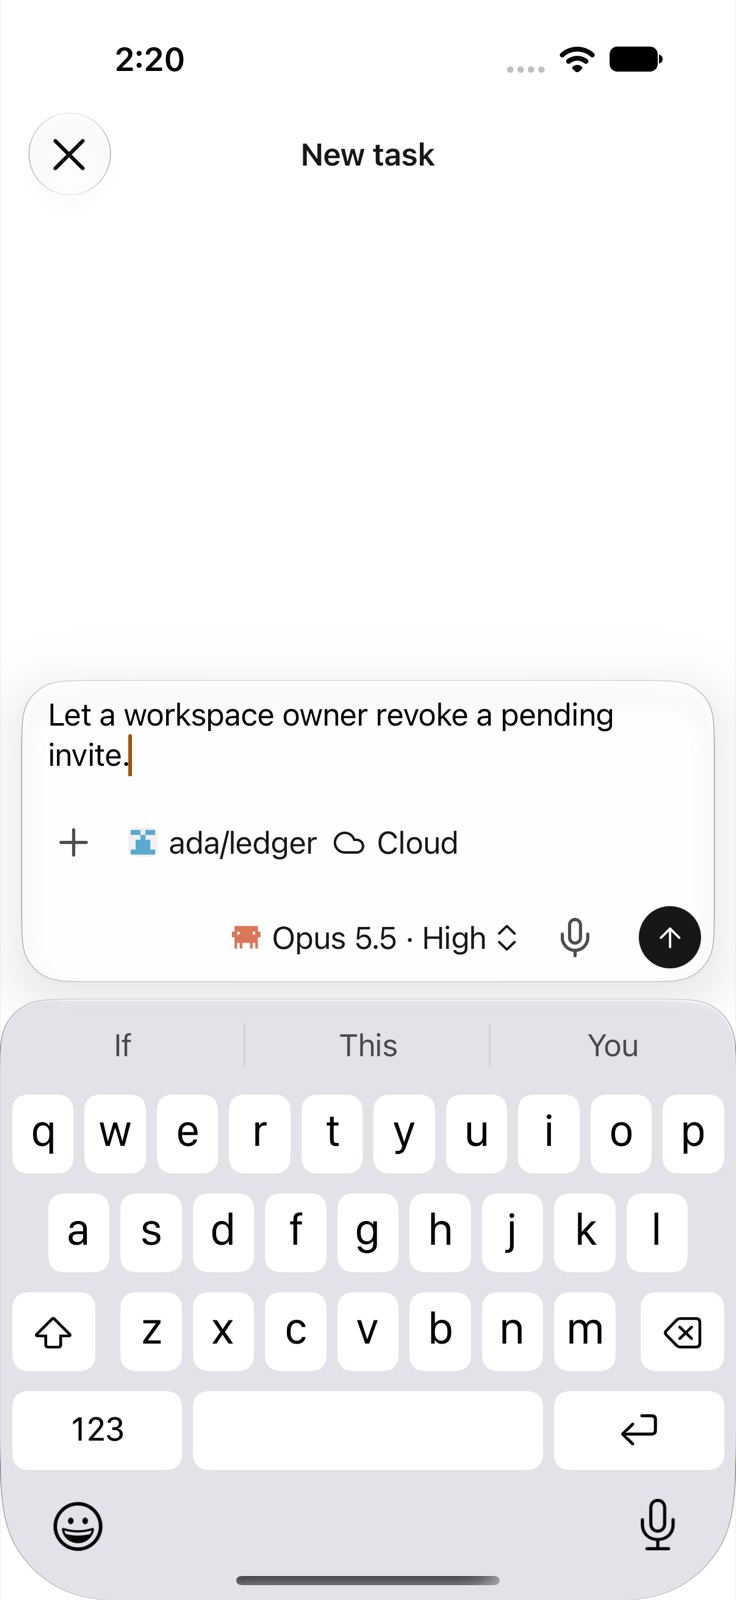 2:20
New task
Let a workspace owner revoke a pending
invite.
ada/ledger Cloud
Opus 5.5 · High
If This You
q w e r t y u i o p
a s d f g h j k l
z x c v b n m
123